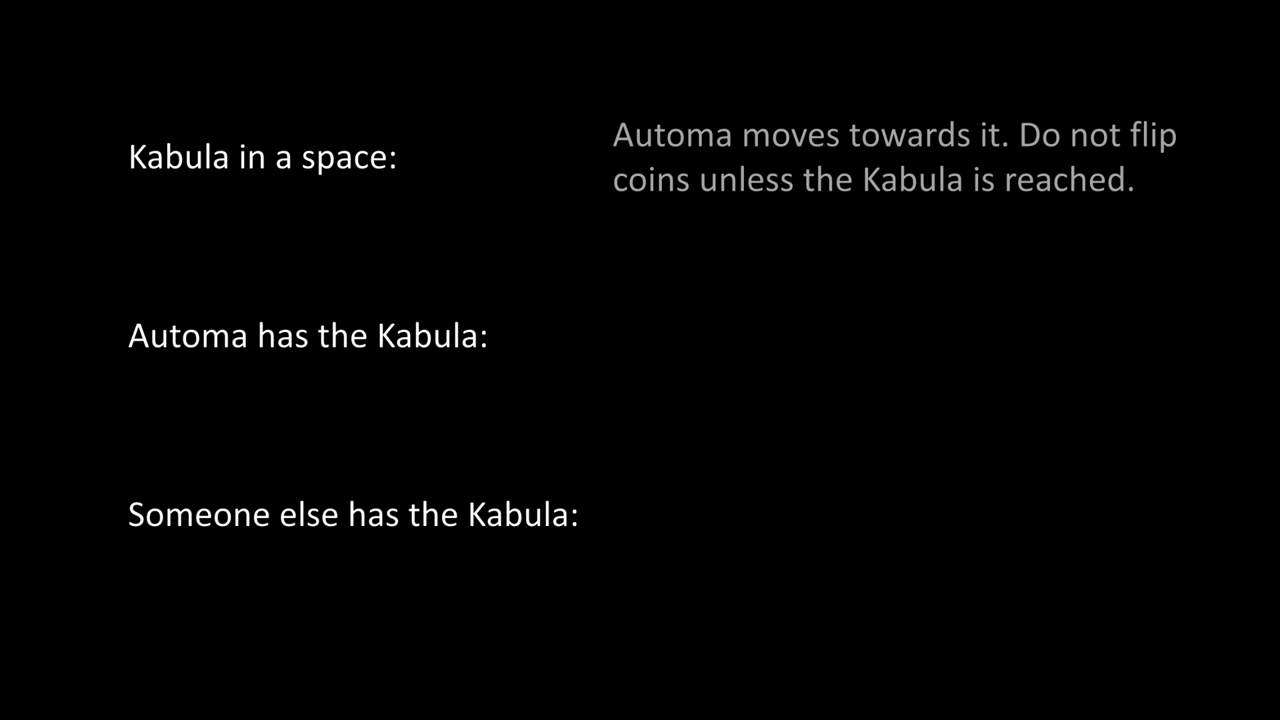 Kabula in a space:
Automa moves towards it. Do not flip
coins unless the Kabula is reached.
Automa has the Kabula:
Someone else has the Kabula: